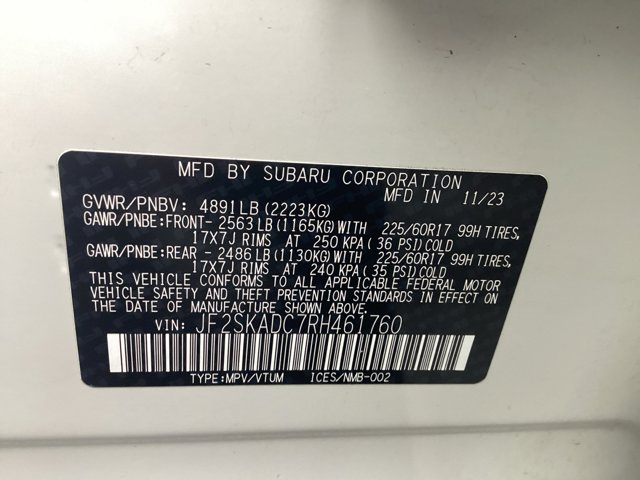 MFD BY SUBARU CORPORATION
MFD IN 11/23
GVWR/PNBV: 4891LB (2223KG)
GAWR/PNBE:FRONT- 2563 LB (1165KG) WITH 225/60R17 99H TIRES,
17X7J RIMS AT 250 KPA ( 36 PSI) COLD
GAWR/PNBE:REAR - 2486 LB (1130KG) WITH 225/60R17 99H TIRES,
17X7J RIMS AT 240 KPA ( 35 PSI) COLD
THIS VEHICLE CONFORMS TO ALL APPLICABLE FEDERAL MOTOR
VEHICLE SAFETY AND THEFT PREVENTION STANDARDS IN EFFECT ON
THE DATE OF MANUFACTURE SHOWN ABOVE.
VIN: JF2SKADC7RH461760
TYPE:MPV/VTUM ICES/NMB-002